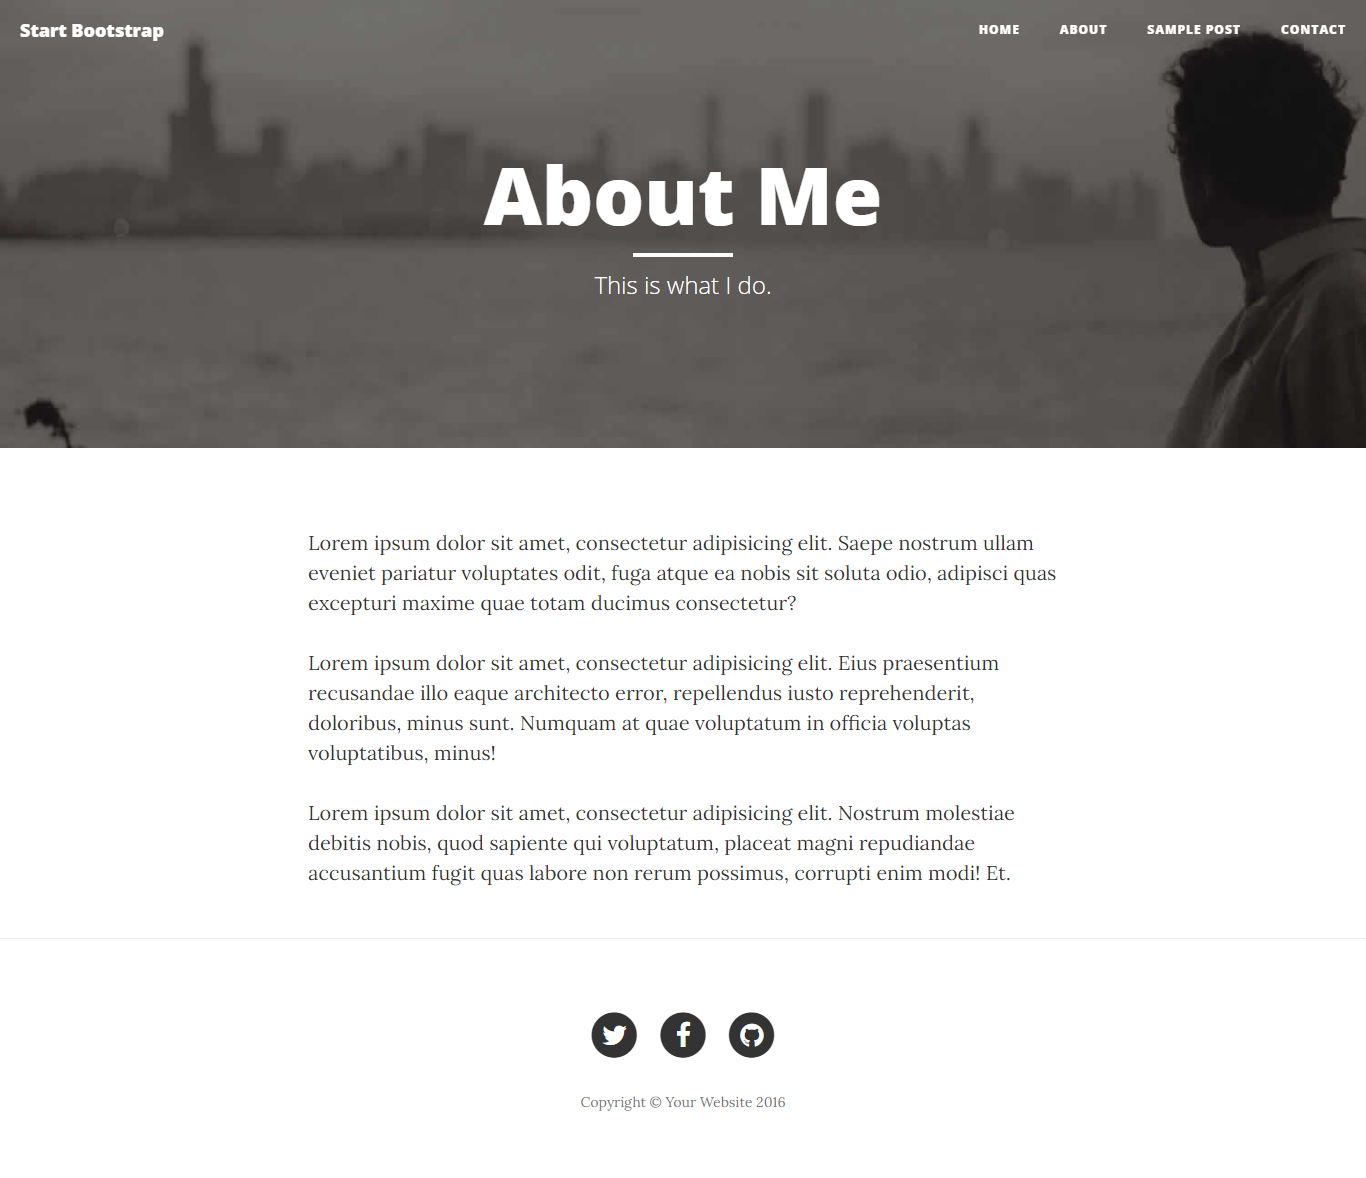 Start Bootstrap
HOME ABOUT SAMPLE POST CONTACT
About Me
This is what I do.
Lorem ipsum dolor sit amet, consectetur adipisicing elit. Saepe nostrum ullam
eveniet pariatur voluptates odit, fuga atque ea nobis sit soluta odio, adipisci quas
excepturi maxime quae totam ducimus consectetur?
Lorem ipsum dolor sit amet, consectetur adipisicing elit. Eius praesentium
recusandae illo eaque architecto error, repellendus iusto reprehenderit,
doloribus, minus sunt. Numquam at quae voluptatum in officia voluptas
voluptatibus, minus!
Lorem ipsum dolor sit amet, consectetur adipisicing elit. Nostrum molestiae
debitis nobis, quod sapiente qui voluptatum, placeat magni repudiandae
accusantium fugit quas labore non rerum possimus, corrupti enim modi! Et.
Copyright © Your Website 2016